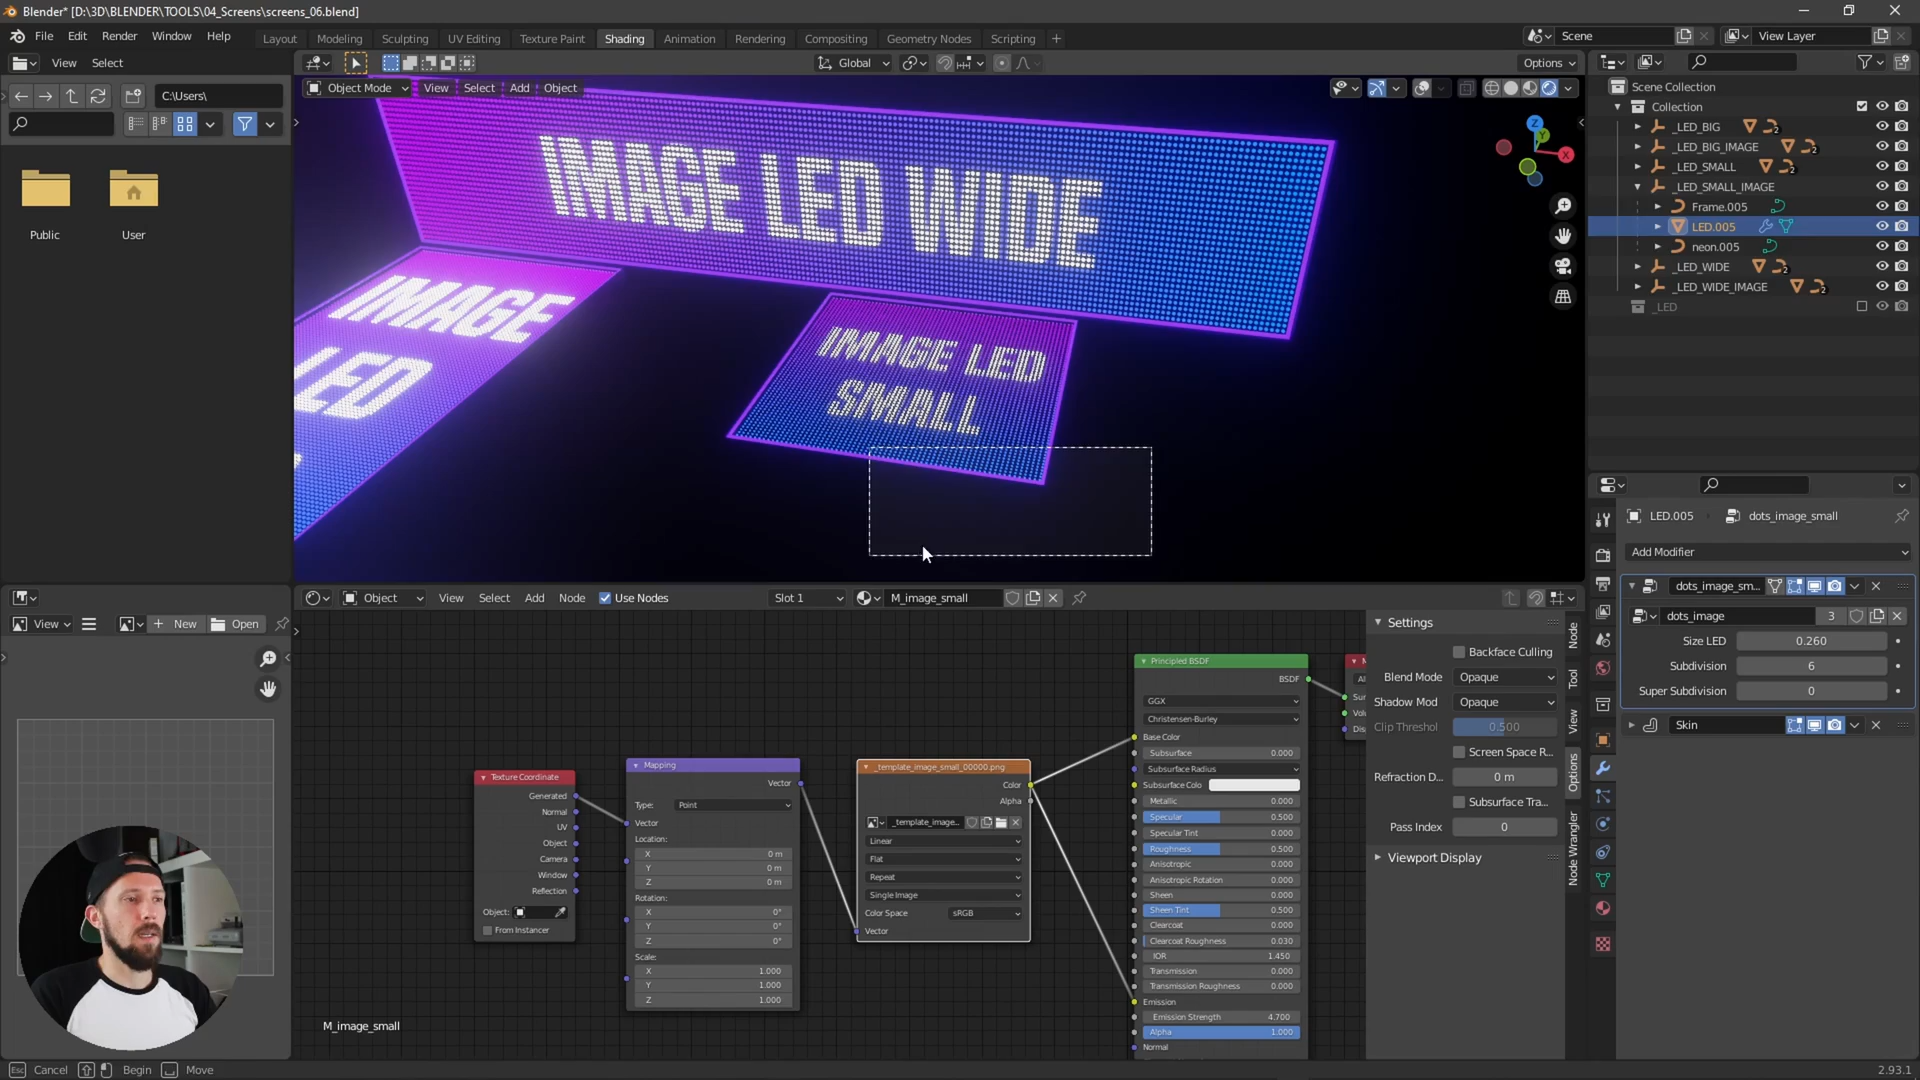 Blender* [D:\3D\BLENDER\TOOLS\04_Screens\screens_06.blend]
File Edit Render Window Help
Layout Modeling Sculpting UV Editing Texture Paint Shading Animation Rendering Compositing Geometry Nodes Scripting +
Scene
View Layer
View Select
Global
Options
C:\Users\
Public
User
Object Mode View Select Add Object
IMAGE LED WIDE
IMAGE
LED
IMAGE LED
SMALL
Z
Y
X
Scene Collection
Collection
_LED_BIG 2
_LED_BIG_IMAGE 2
_LED_SMALL 2
_LED_SMALL_IMAGE
Frame.005
LED.005
neon.005
_LED_WIDE 2
_LED_WIDE_IMAGE 2
_LED
LED.005 dots_image_small
Add Modifier
dots_image_sm...
dots_image 3
Size LED 0.260
Subdivision 6
Super Subdivision 0
Skin
View New Open
Object View Select Add Node Use Nodes Slot 1 M_image_small
Texture Coordinate
Generated
Normal
UV
Object
Camera
Window
Reflection
Object:
From Instancer
Mapping
Vector
Type: Point
Vector
Location:
X 0 m
Y 0 m
Z 0 m
Rotation:
X 0°
Y 0°
Z 0°
Scale:
X 1.000
Y 1.000
Z 1.000
_template_image_small_00000.png
Color
Alpha
_template_image...
Linear
Flat
Repeat
Single Image
Color Space sRGB
Vector
Principled BSDF
BSDF
GGX
Christensen-Burley
Base Color
Subsurface 0.000
Subsurface Radius
Subsurface Colo
Metallic 0.000
Specular 0.500
Specular Tint 0.000
Roughness 0.500
Anisotropic 0.000
Anisotropic Rotation 0.000
Sheen 0.000
Sheen Tint 0.500
Clearcoat 0.000
Clearcoat Roughness 0.030
IOR 1.450
Transmission 0.000
Transmission Roughness 0.000
Emission
Emission Strength 4.700
Alpha 1.000
Normal
M
Al
Sur
Volu
Disp
Settings
Backface Culling
Blend Mode Opaque
Shadow Mod Opaque
Clip Threshol 0.500
Screen Space R...
Refraction D... 0 m
Subsurface Tra...
Pass Index 0
Viewport Display
Node
Tool
View
Options
Node Wrangler
M_image_small
Esc Cancel Begin Move
2.93.1